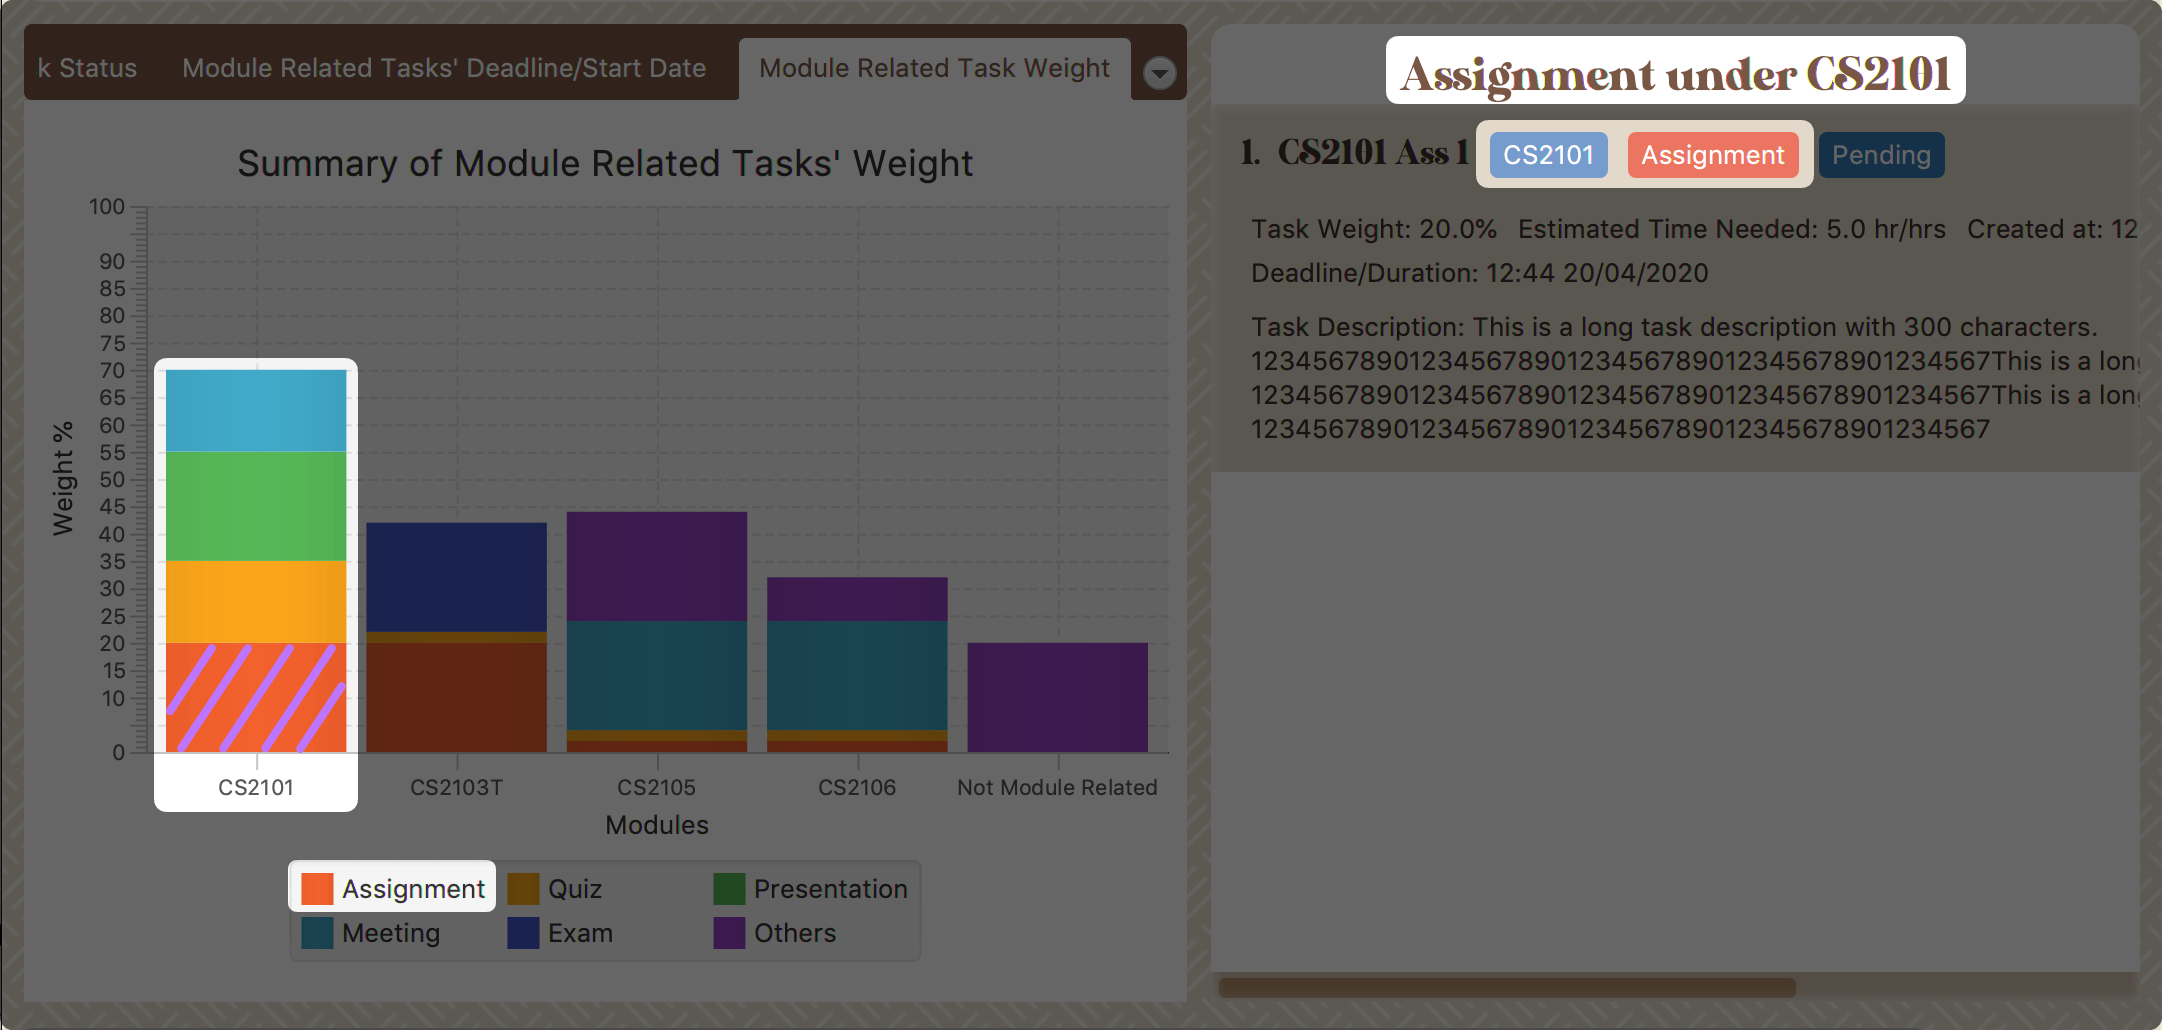 k Status
Module Related Tasks' Deadline/Start Date
Module Related Task Weight
Summary of Module Related Tasks' Weight
100
90
85
80
75
70
65
60
55
50
45
40
35
30
25
20
15
10
0
Weight %
CS2101
CS2103T
CS2105
CS2106
Not Module Related
Modules
Assignment
Quiz
Presentation
Meeting
Exam
Others
Assignment under CS2101
1. CS2101 Ass 1 CS2101 Assignment Pending
Task Weight: 20.0% Estimated Time Needed: 5.0 hr/hrs Created at: 12
Deadline/Duration: 12:44 20/04/2020
Task Description: This is a long task description with 300 characters.
12345678901234567890123456789012345678901234567This is a lon
12345678901234567890123456789012345678901234567This is a lon
12345678901234567890123456789012345678901234567